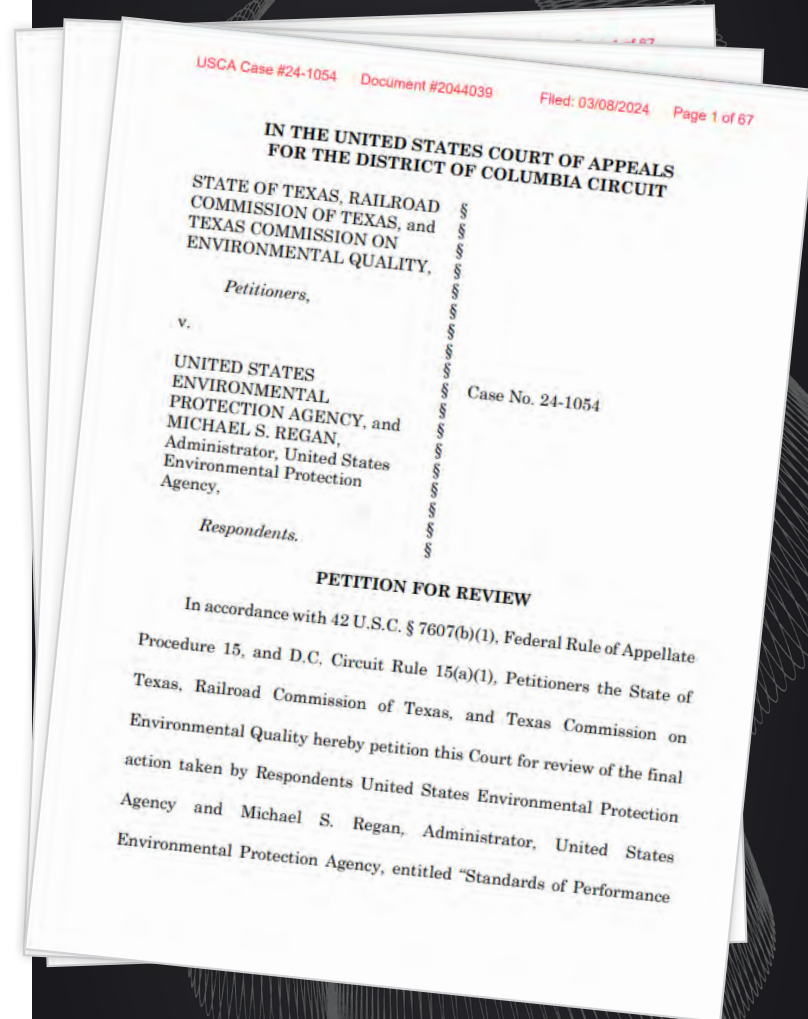 USCA Case #24-1054 Document #2044039 Filed: 03/08/2024 Page 1 of 67
IN THE UNITED STATES COURT OF APPEALS
FOR THE DISTRICT OF COLUMBIA CIRCUIT
STATE OF TEXAS, RAILROAD §
COMMISSION OF TEXAS, and §
TEXAS COMMISSION ON §
ENVIRONMENTAL QUALITY, §
§
Petitioners, §
§
v. §
§
UNITED STATES §
ENVIRONMENTAL § Case No. 24-1054
PROTECTION AGENCY, and §
MICHAEL S. REGAN, §
Administrator, United States §
Environmental Protection §
Agency, §
§
Respondents. §
§
PETITION FOR REVIEW
In accordance with 42 U.S.C. § 7607(b)(1), Federal Rule of Appellate
Procedure 15, and D.C. Circuit Rule 15(a)(1), Petitioners the State of
Texas, Railroad Commission of Texas, and Texas Commission on
Environmental Quality hereby petition this Court for review of the final
action taken by Respondents United States Environmental Protection
Agency and Michael S. Regan, Administrator, United States
Environmental Protection Agency, entitled “Standards of Performance